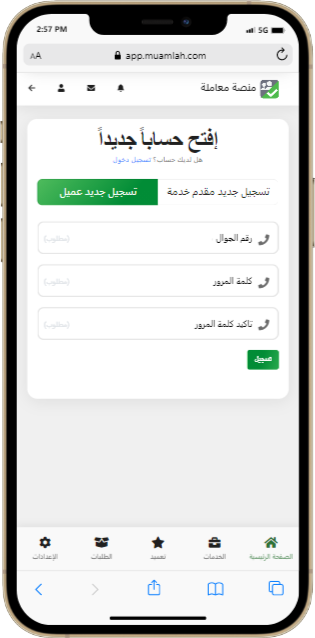 2:57 PM
5G
AA
app.muamlah.com
منصة معاملة
إفتح حساباً جديداً
هل لديك حساب؟ تسجيل دخول
تسجيل جديد مقدم خدمة
تسجيل جديد عميل
رقم الجوال
(مطلوب)
كلمة المرور
(مطلوب)
تاكيد كلمة المرور
(مطلوب)
تسجيل
الصفحة الرئيسية
الخدمات
تعميد
الطلبات
الإعدادات